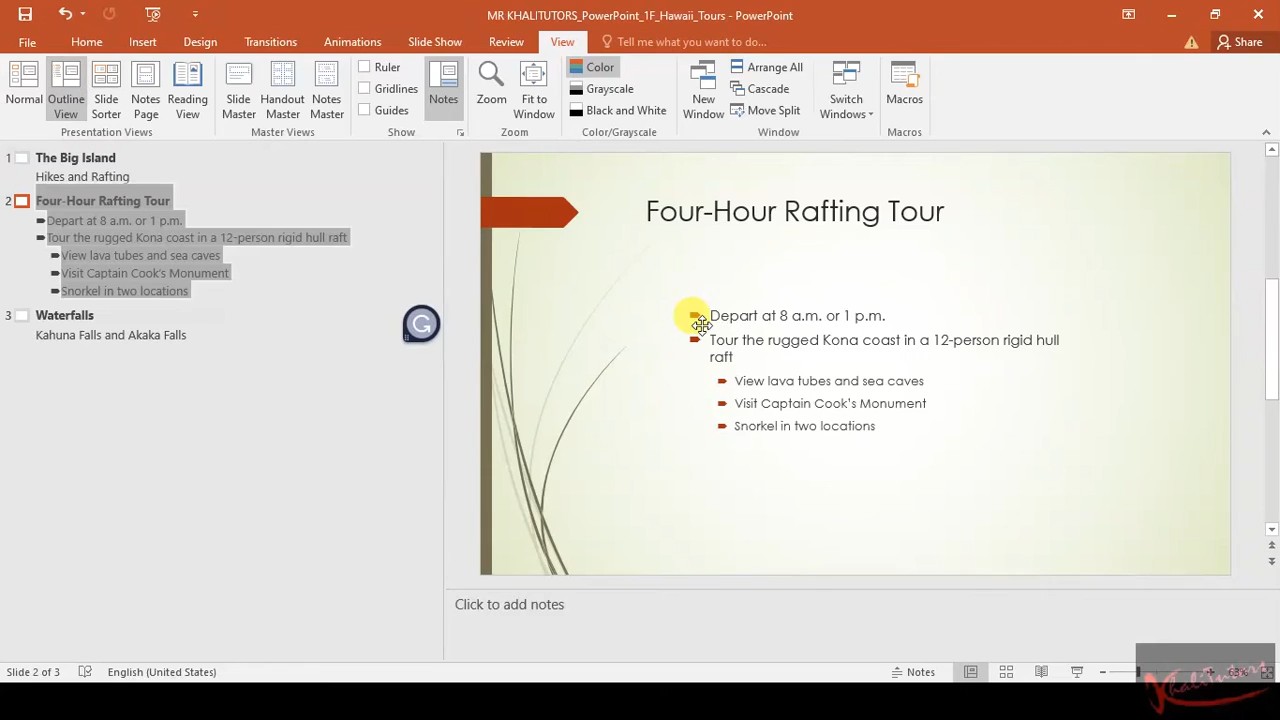 MR KHALITUTORS_PowerPoint_1F_Hawaii_Tours - PowerPoint
File Home Insert Design Transitions Animations Slide Show Review View Tell me what you want to do... Share
Normal Outline View Slide Sorter Notes Page Reading View
Presentation Views
Slide Master Handout Master Notes Master
Master Views
Ruler
Gridlines
Guides
Notes
Show
Zoom Fit to Window
Zoom
Color
Grayscale
Black and White
Color/Grayscale
New Window
Arrange All
Cascade
Move Split
Switch Windows
Window
Macros
Macros
1 The Big Island
Hikes and Rafting
2 Four-Hour Rafting Tour
Depart at 8 a.m. or 1 p.m.
Tour the rugged Kona coast in a 12-person rigid hull raft
View lava tubes and sea caves
Visit Captain Cook's Monument
Snorkel in two locations
3 Waterfalls
Kahuna Falls and Akaka Falls
Four-Hour Rafting Tour
Depart at 8 a.m. or 1 p.m.
Tour the rugged Kona coast in a 12-person rigid hull
raft
View lava tubes and sea caves
Visit Captain Cook’s Monument
Snorkel in two locations
Click to add notes
Slide 2 of 3 English (United States) Notes
KhaliTutors